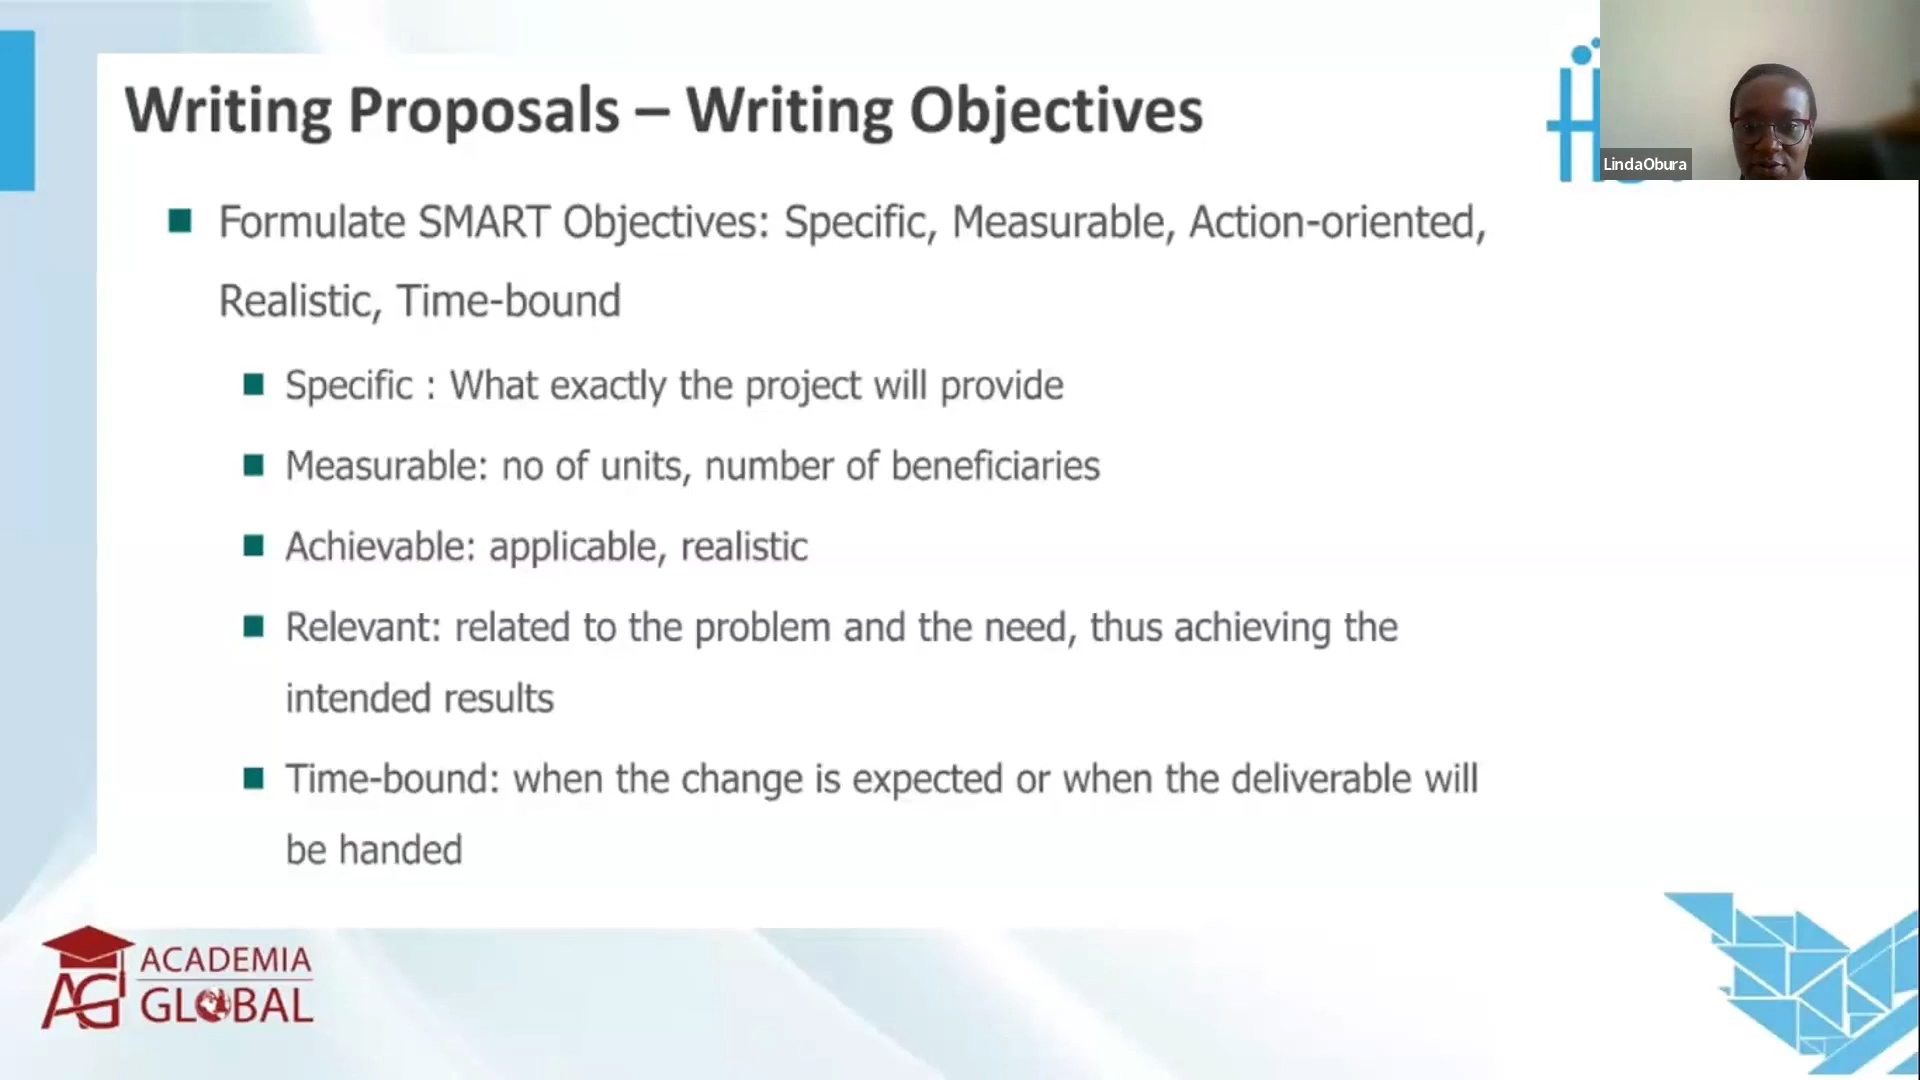 Writing Proposals – Writing Objectives
LindaObura
Formulate SMART Objectives: Specific, Measurable, Action-oriented,
Realistic, Time-bound
Specific : What exactly the project will provide
Measurable: no of units, number of beneficiaries
Achievable: applicable, realistic
Relevant: related to the problem and the need, thus achieving the
intended results
Time-bound: when the change is expected or when the deliverable will
be handed
AG
ACADEMIA
GLOBAL